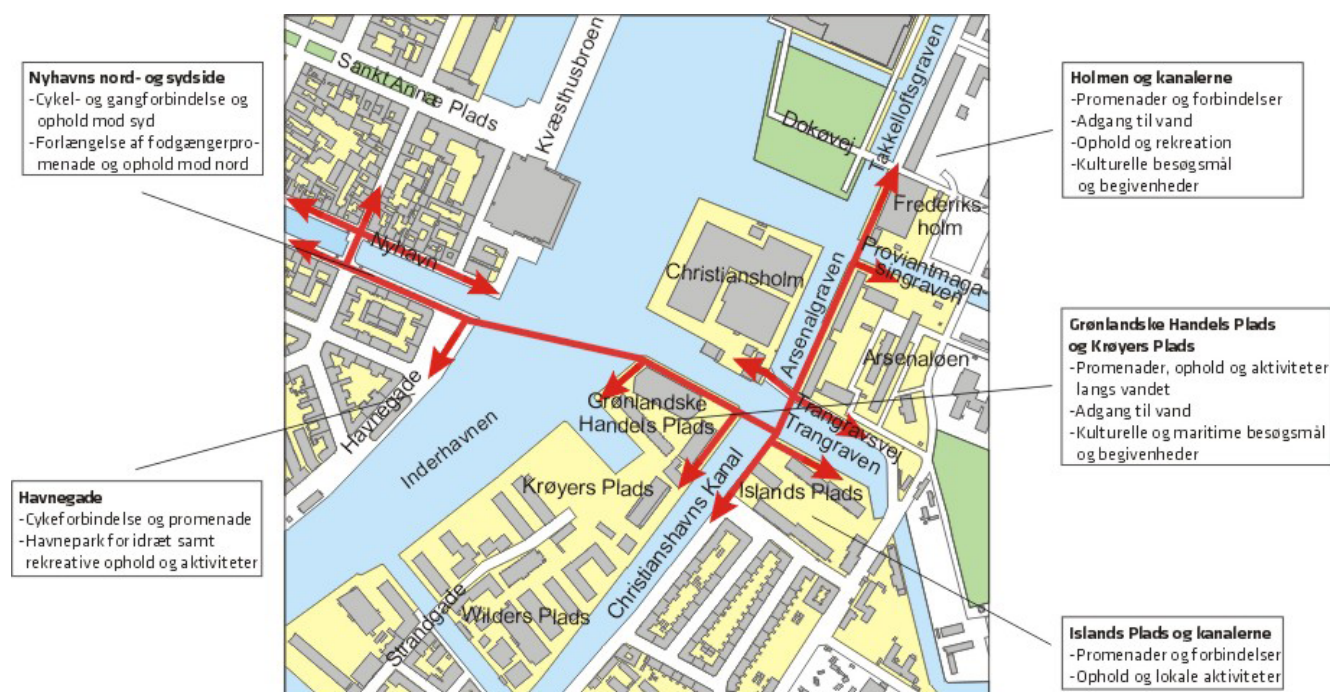 Nyhavns nord- og sydside
-Cykel- og gangforbindelse og
ophold mod syd
-Forlængelse af fodgængerpro-
menade og ophold mod nord
Havnegade
-Cykeforbindelse og promenade
-Havnepark for idræt samt
rekreative ophold og aktiviteter
Sankt Annæ Plads
Kvæsthusbroen
Nyhavn
Havnegade
Inderhavnen
Dokøvej
Takkelloftsgraven
Frederiks-
holm
Proviantmaga-
singraven
Christiansholm
Arsenalgraven
Arsenaløen
Grønlandske
Handels Plads
Trangravsvej
Trangraven
Krøyers Plads
Islands Plads
Christianshavns Kanal
Wilders Plads
Strandgade
Holmen og kanalerne
-Promenader og forbindelser
-Adgang til vand
-Ophold og rekreation
-Kulturelle besøgsmål
og begivenheder
Grønlandske Handels Plads
og Krøyers Plads
-Promenader, ophold og aktiviteter
langs vandet
-Adgang til vand
-Kulturelle og maritime besøgsmål
og begivenheder
Islands Plads og kanalerne
-Promenader og forbindelser
-Ophold og lokale aktiviteter